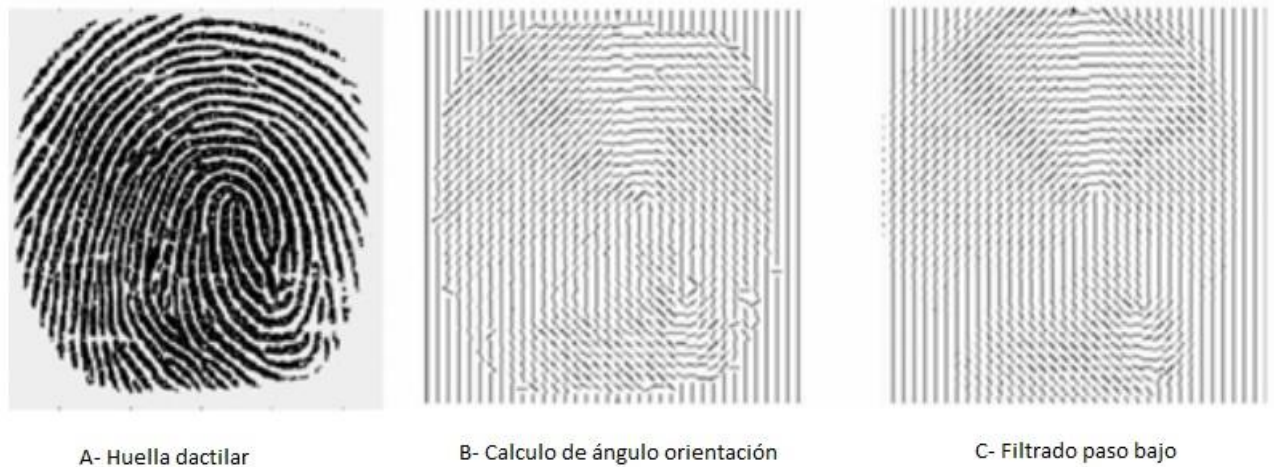 A- Huella dactilar
B- Calculo de ángulo orientación
C- Filtrado paso bajo